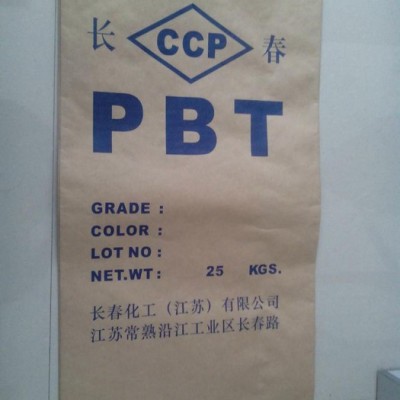 长 CCP 春
PBT
GRADE :
COLOR :
LOT NO :
NET.WT : 25 KGS.
长春化工（江苏）有限公司
江苏常熟沿江工业区长春路